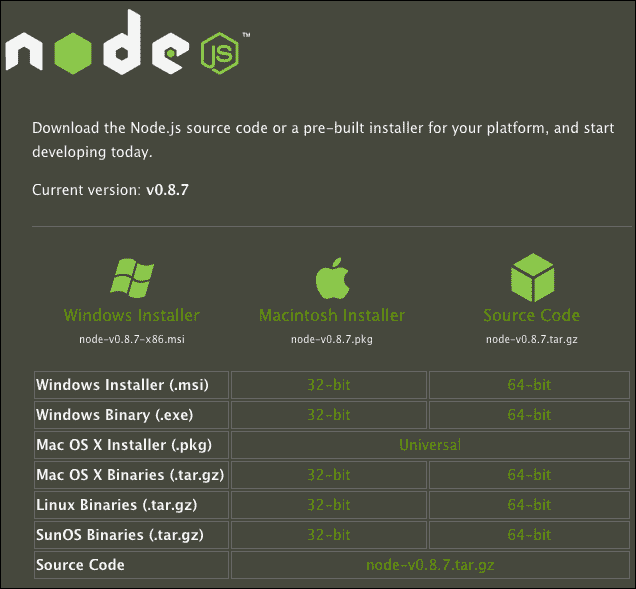 node JS ™
Download the Node.js source code or a pre-built installer for your platform, and start
developing today.
Current version: v0.8.7
Windows Installer Macintosh Installer Source Code
node-v0.8.7-x86.msi node-v0.8.7.pkg node-v0.8.7.tar.gz
Windows Installer (.msi) 32-bit 64-bit
Windows Binary (.exe) 32-bit 64-bit
Mac OS X Installer (.pkg) Universal
Mac OS X Binaries (.tar.gz) 32-bit 64-bit
Linux Binaries (.tar.gz) 32-bit 64-bit
SunOS Binaries (.tar.gz) 32-bit 64-bit
Source Code node-v0.8.7.tar.gz